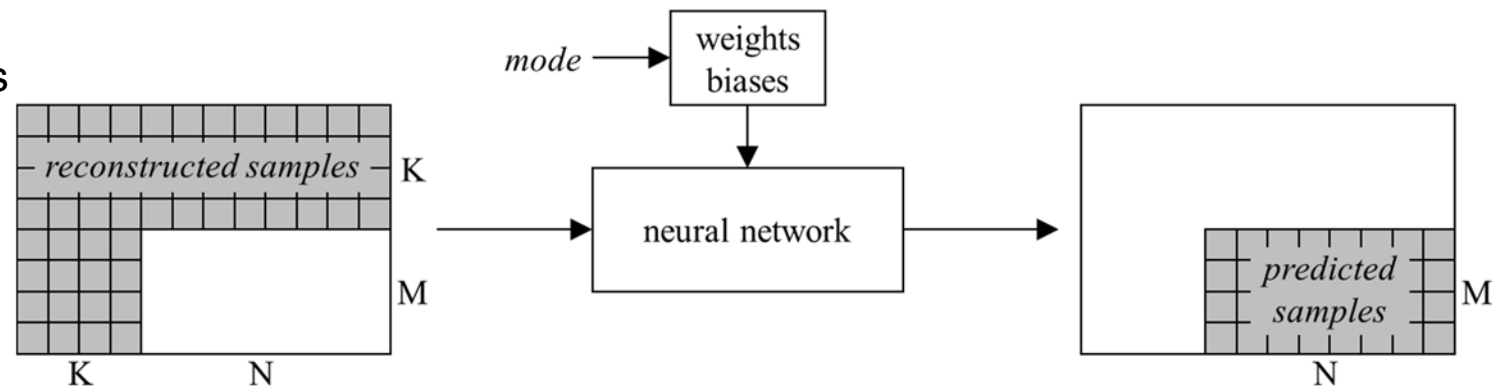 s
mode
weights
biases
reconstructed samples
K
M
K
N
neural network
predicted
samples
M
N